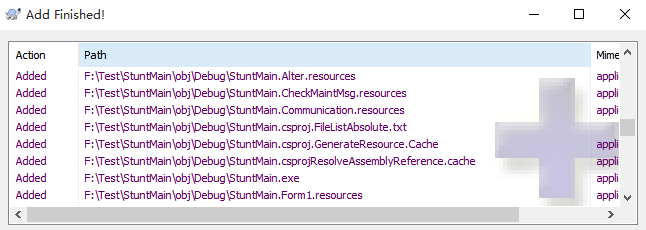 Add Finished!
Action Path Mime
Added F:\Test\StuntMain\obj\Debug\StuntMain.Alter.resources appli
Added F:\Test\StuntMain\obj\Debug\StuntMain.CheckMaintMsg.resources appli
Added F:\Test\StuntMain\obj\Debug\StuntMain.Communication.resources appli
Added F:\Test\StuntMain\obj\Debug\StuntMain.csproj.FileListAbsolute.txt
Added F:\Test\StuntMain\obj\Debug\StuntMain.csproj.GenerateResource.Cache appli
Added F:\Test\StuntMain\obj\Debug\StuntMain.csprojResolveAssemblyReference.cache appli
Added F:\Test\StuntMain\obj\Debug\StuntMain.exe appli
Added F:\Test\StuntMain\obj\Debug\StuntMain.Form1.resources appli